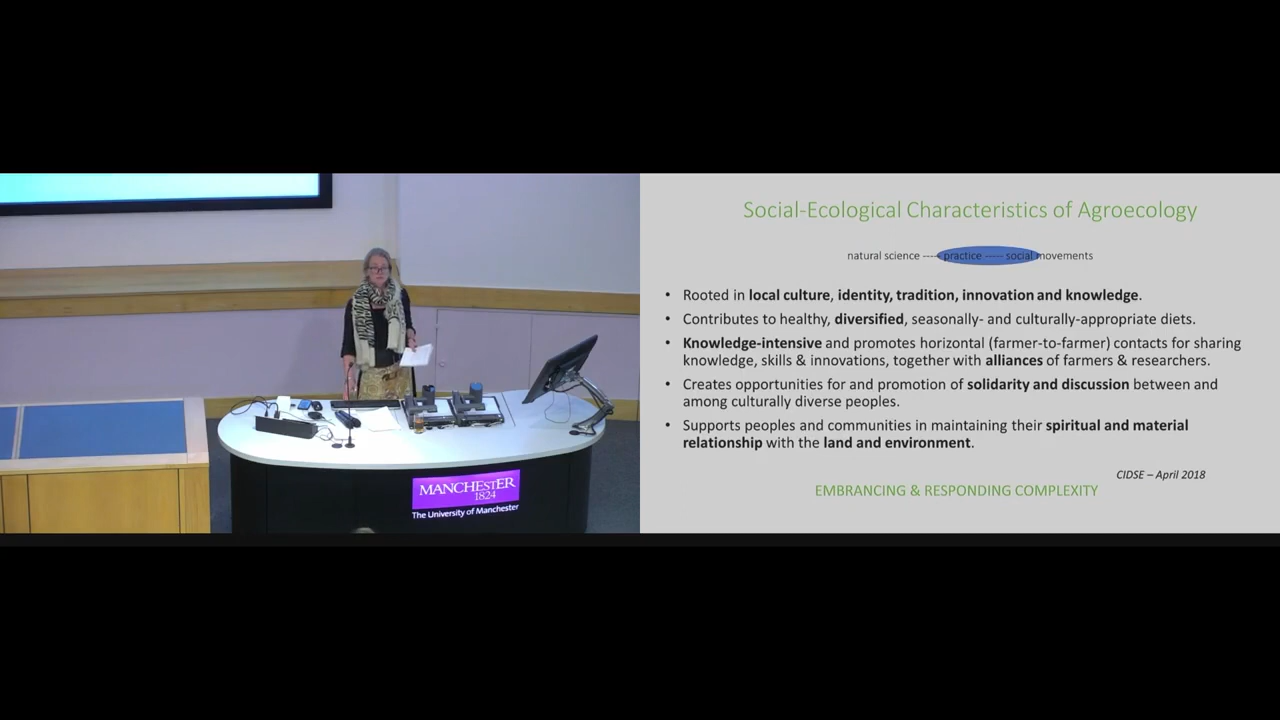 MANCHESTER
1824
The University of Manchester
Social-Ecological Characteristics of Agroecology
natural science ---- practice ----- social movements
• Rooted in local culture, identity, tradition, innovation and knowledge.
• Contributes to healthy, diversified, seasonally- and culturally-appropriate diets.
• Knowledge-intensive and promotes horizontal (farmer-to-farmer) contacts for sharing
knowledge, skills & innovations, together with alliances of farmers & researchers.
• Creates opportunities for and promotion of solidarity and discussion between and
among culturally diverse peoples.
• Supports peoples and communities in maintaining their spiritual and material
relationship with the land and environment.
CIDSE – April 2018
EMBRANCING & RESPONDING COMPLEXITY